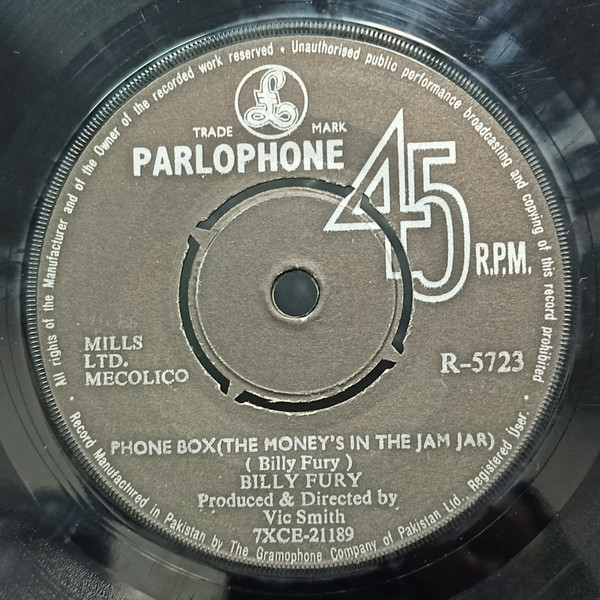 All rights of the Manufacturer and of the Owner of the recorded work reserved • Unauthorised public performance broadcasting and copying of this record prohibited •
£
TRADE MARK
PARLOPHONE
45
R.P.M.
MILLS
LTD.
MECOLICO
R-5723
PHONE BOX(THE MONEY'S IN THE JAM JAR)
( Billy Fury )
BILLY FURY
Produced & Directed by
Vic Smith
7XCE-21189
Record Manufactured in Pakistan by The Gramophone Company of Pakistan Ltd., Registered User. •